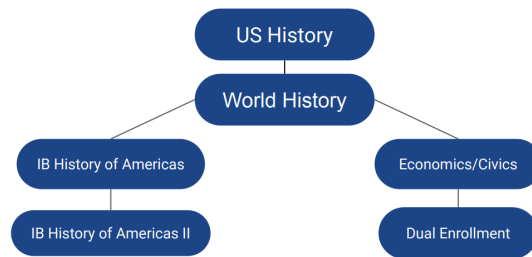 US History
World History
IB History of Americas
Economics/Civics
IB History of Americas II
Dual Enrollment